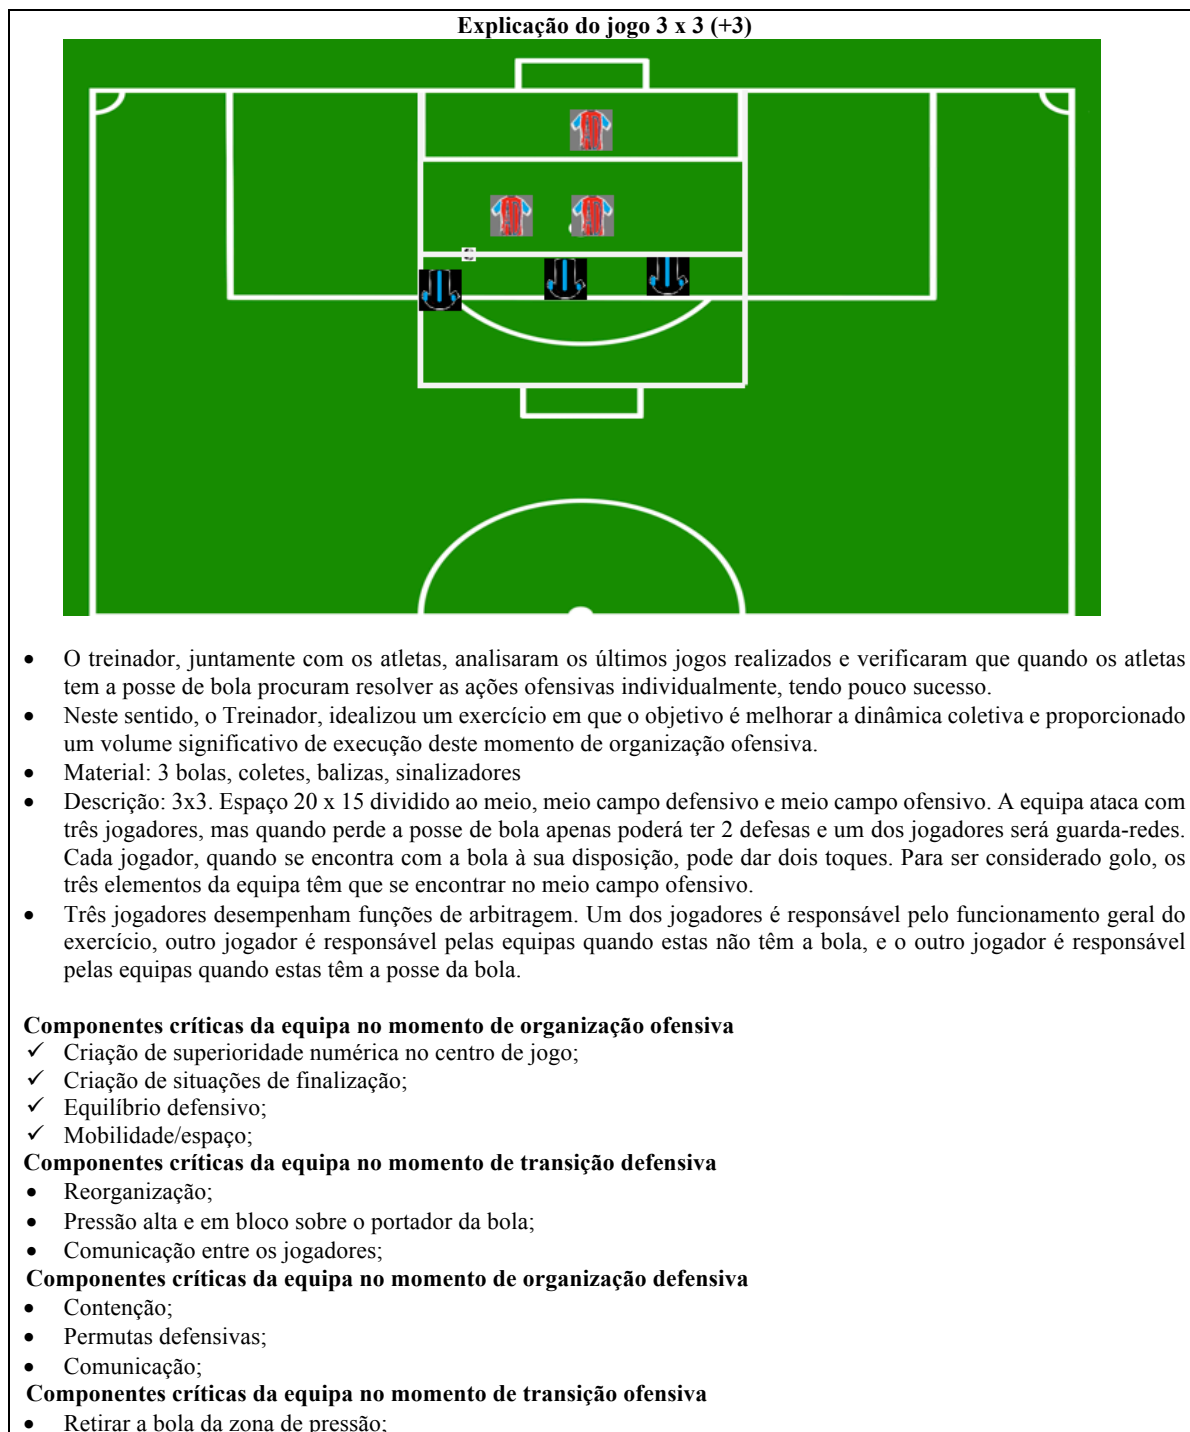 Explicação do jogo 3 x 3 (+3)
• O treinador, juntamente com os atletas, analisaram os últimos jogos realizados e verificaram que quando os atletas
tem a posse de bola procuram resolver as ações ofensivas individualmente, tendo pouco sucesso.
• Neste sentido, o Treinador, idealizou um exercício em que o objetivo é melhorar a dinâmica coletiva e proporcionado
um volume significativo de execução deste momento de organização ofensiva.
• Material: 3 bolas, coletes, balizas, sinalizadores
• Descrição: 3x3. Espaço 20 x 15 dividido ao meio, meio campo defensivo e meio campo ofensivo. A equipa ataca com
três jogadores, mas quando perde a posse de bola apenas poderá ter 2 defesas e um dos jogadores será guarda-redes.
Cada jogador, quando se encontra com a bola à sua disposição, pode dar dois toques. Para ser considerado golo, os
três elementos da equipa têm que se encontrar no meio campo ofensivo.
• Três jogadores desempenham funções de arbitragem. Um dos jogadores é responsável pelo funcionamento geral do
exercício, outro jogador é responsável pelas equipas quando estas não têm a bola, e o outro jogador é responsável
pelas equipas quando estas têm a posse da bola.
Componentes críticas da equipa no momento de organização ofensiva
✓ Criação de superioridade numérica no centro de jogo;
✓ Criação de situações de finalização;
✓ Equilíbrio defensivo;
✓ Mobilidade/espaço;
Componentes críticas da equipa no momento de transição defensiva
• Reorganização;
• Pressão alta e em bloco sobre o portador da bola;
• Comunicação entre os jogadores;
Componentes críticas da equipa no momento de organização defensiva
• Contenção;
• Permutas defensivas;
• Comunicação;
Componentes críticas da equipa no momento de transição ofensiva
• Retirar a bola da zona de pressão;